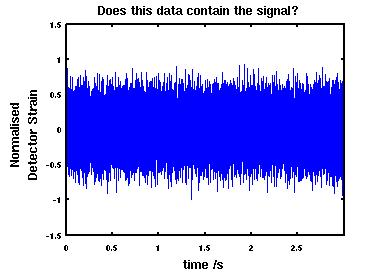 Does this data contain the signal?
1.5
1
0.5
0
-0.5
-1
-1.5
Normalised
Detector Strain
0 0.5 1 1.5 2 2.5
time /s